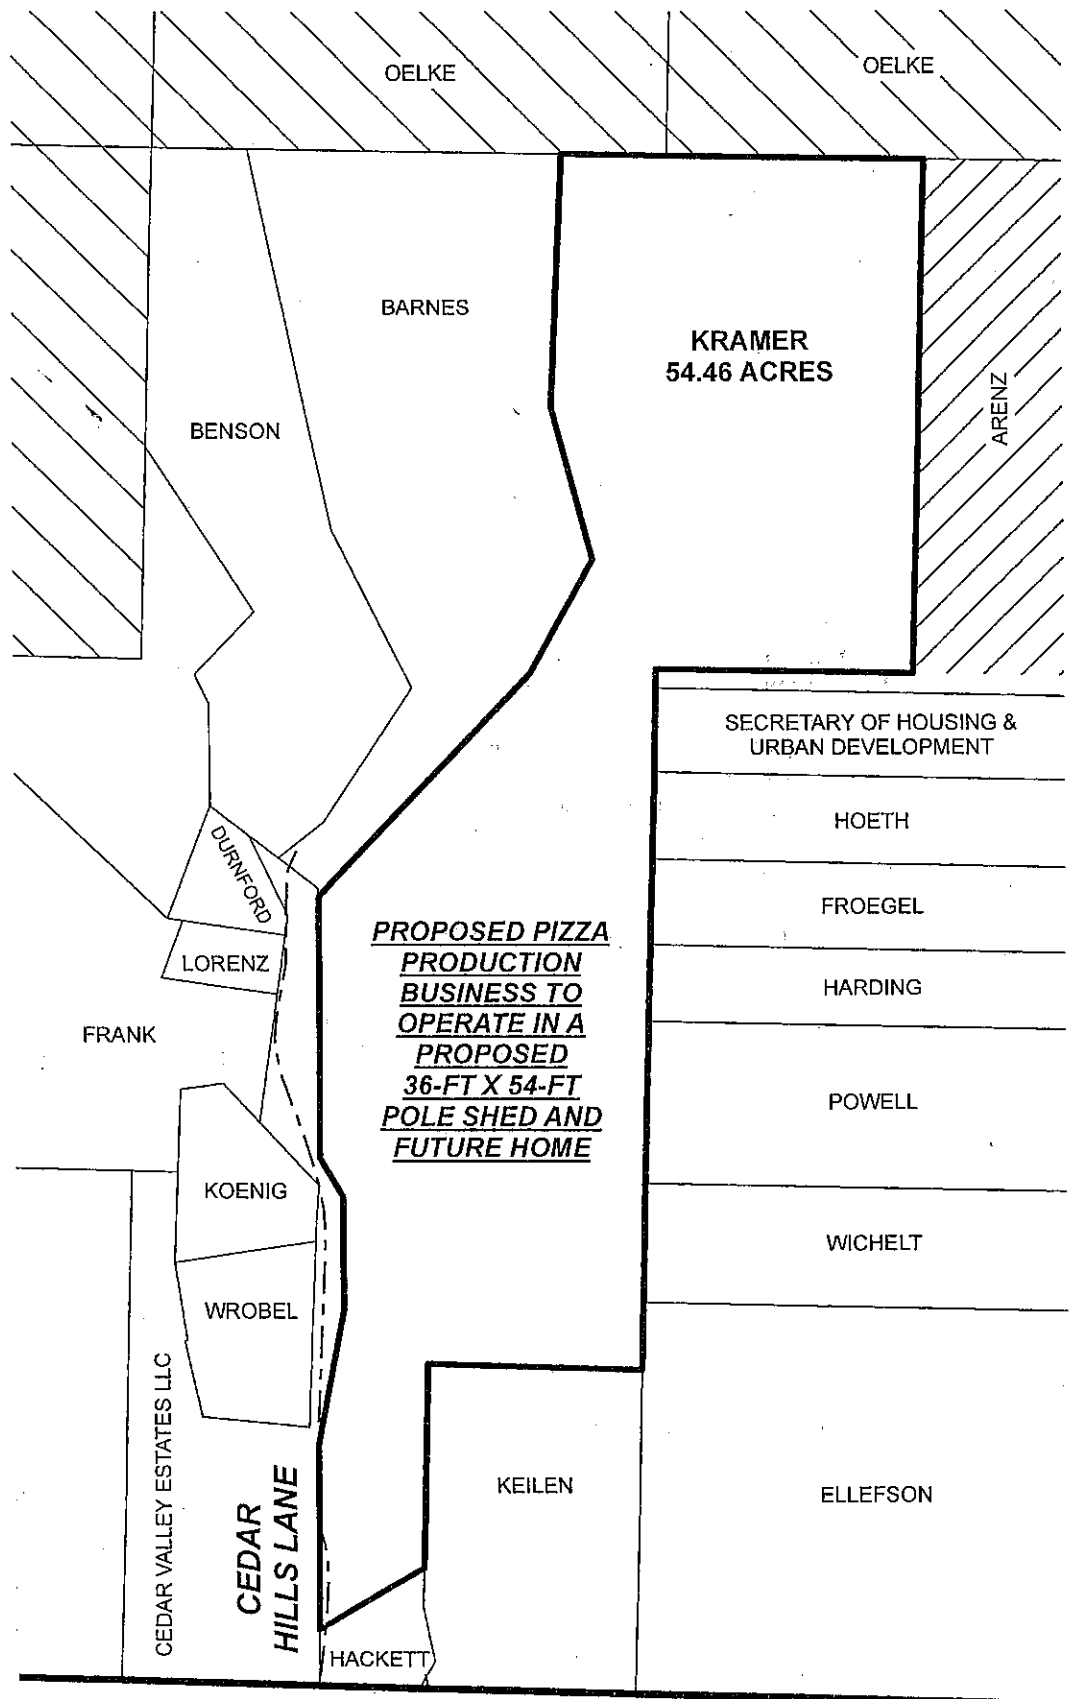 OELKE
OELKE
BARNES
KRAMER
54.46 ACRES
ARENZ
BENSON
SECRETARY OF HOUSING &
URBAN DEVELOPMENT
HOETH
DURNFORD
FROEGEL
PROPOSED PIZZA
PRODUCTION
BUSINESS TO
OPERATE IN A
PROPOSED
36-FT X 54-FT
POLE SHED AND
FUTURE HOME
LORENZ
HARDING
FRANK
POWELL
KOENIG
WICHELT
WROBEL
CEDAR VALLEY ESTATES LLC
CEDAR
HILLS LANE
KEILEN
ELLEFSON
HACKETT